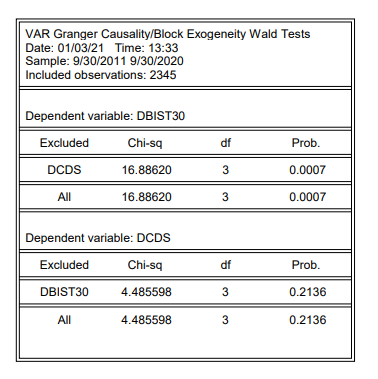 VAR Granger Causality/Block Exogeneity Wald Tests
Date: 01/03/21 Time: 13:33
Sample: 9/30/2011 9/30/2020
Included observations: 2345
Dependent variable: DBIST30
Excluded Chi-sq df Prob.
DCDS 16.88620 3 0.0007
All 16.88620 3 0.0007
Dependent variable: DCDS
Excluded Chi-sq df Prob.
DBIST30 4.485598 3 0.2136
All 4.485598 3 0.2136